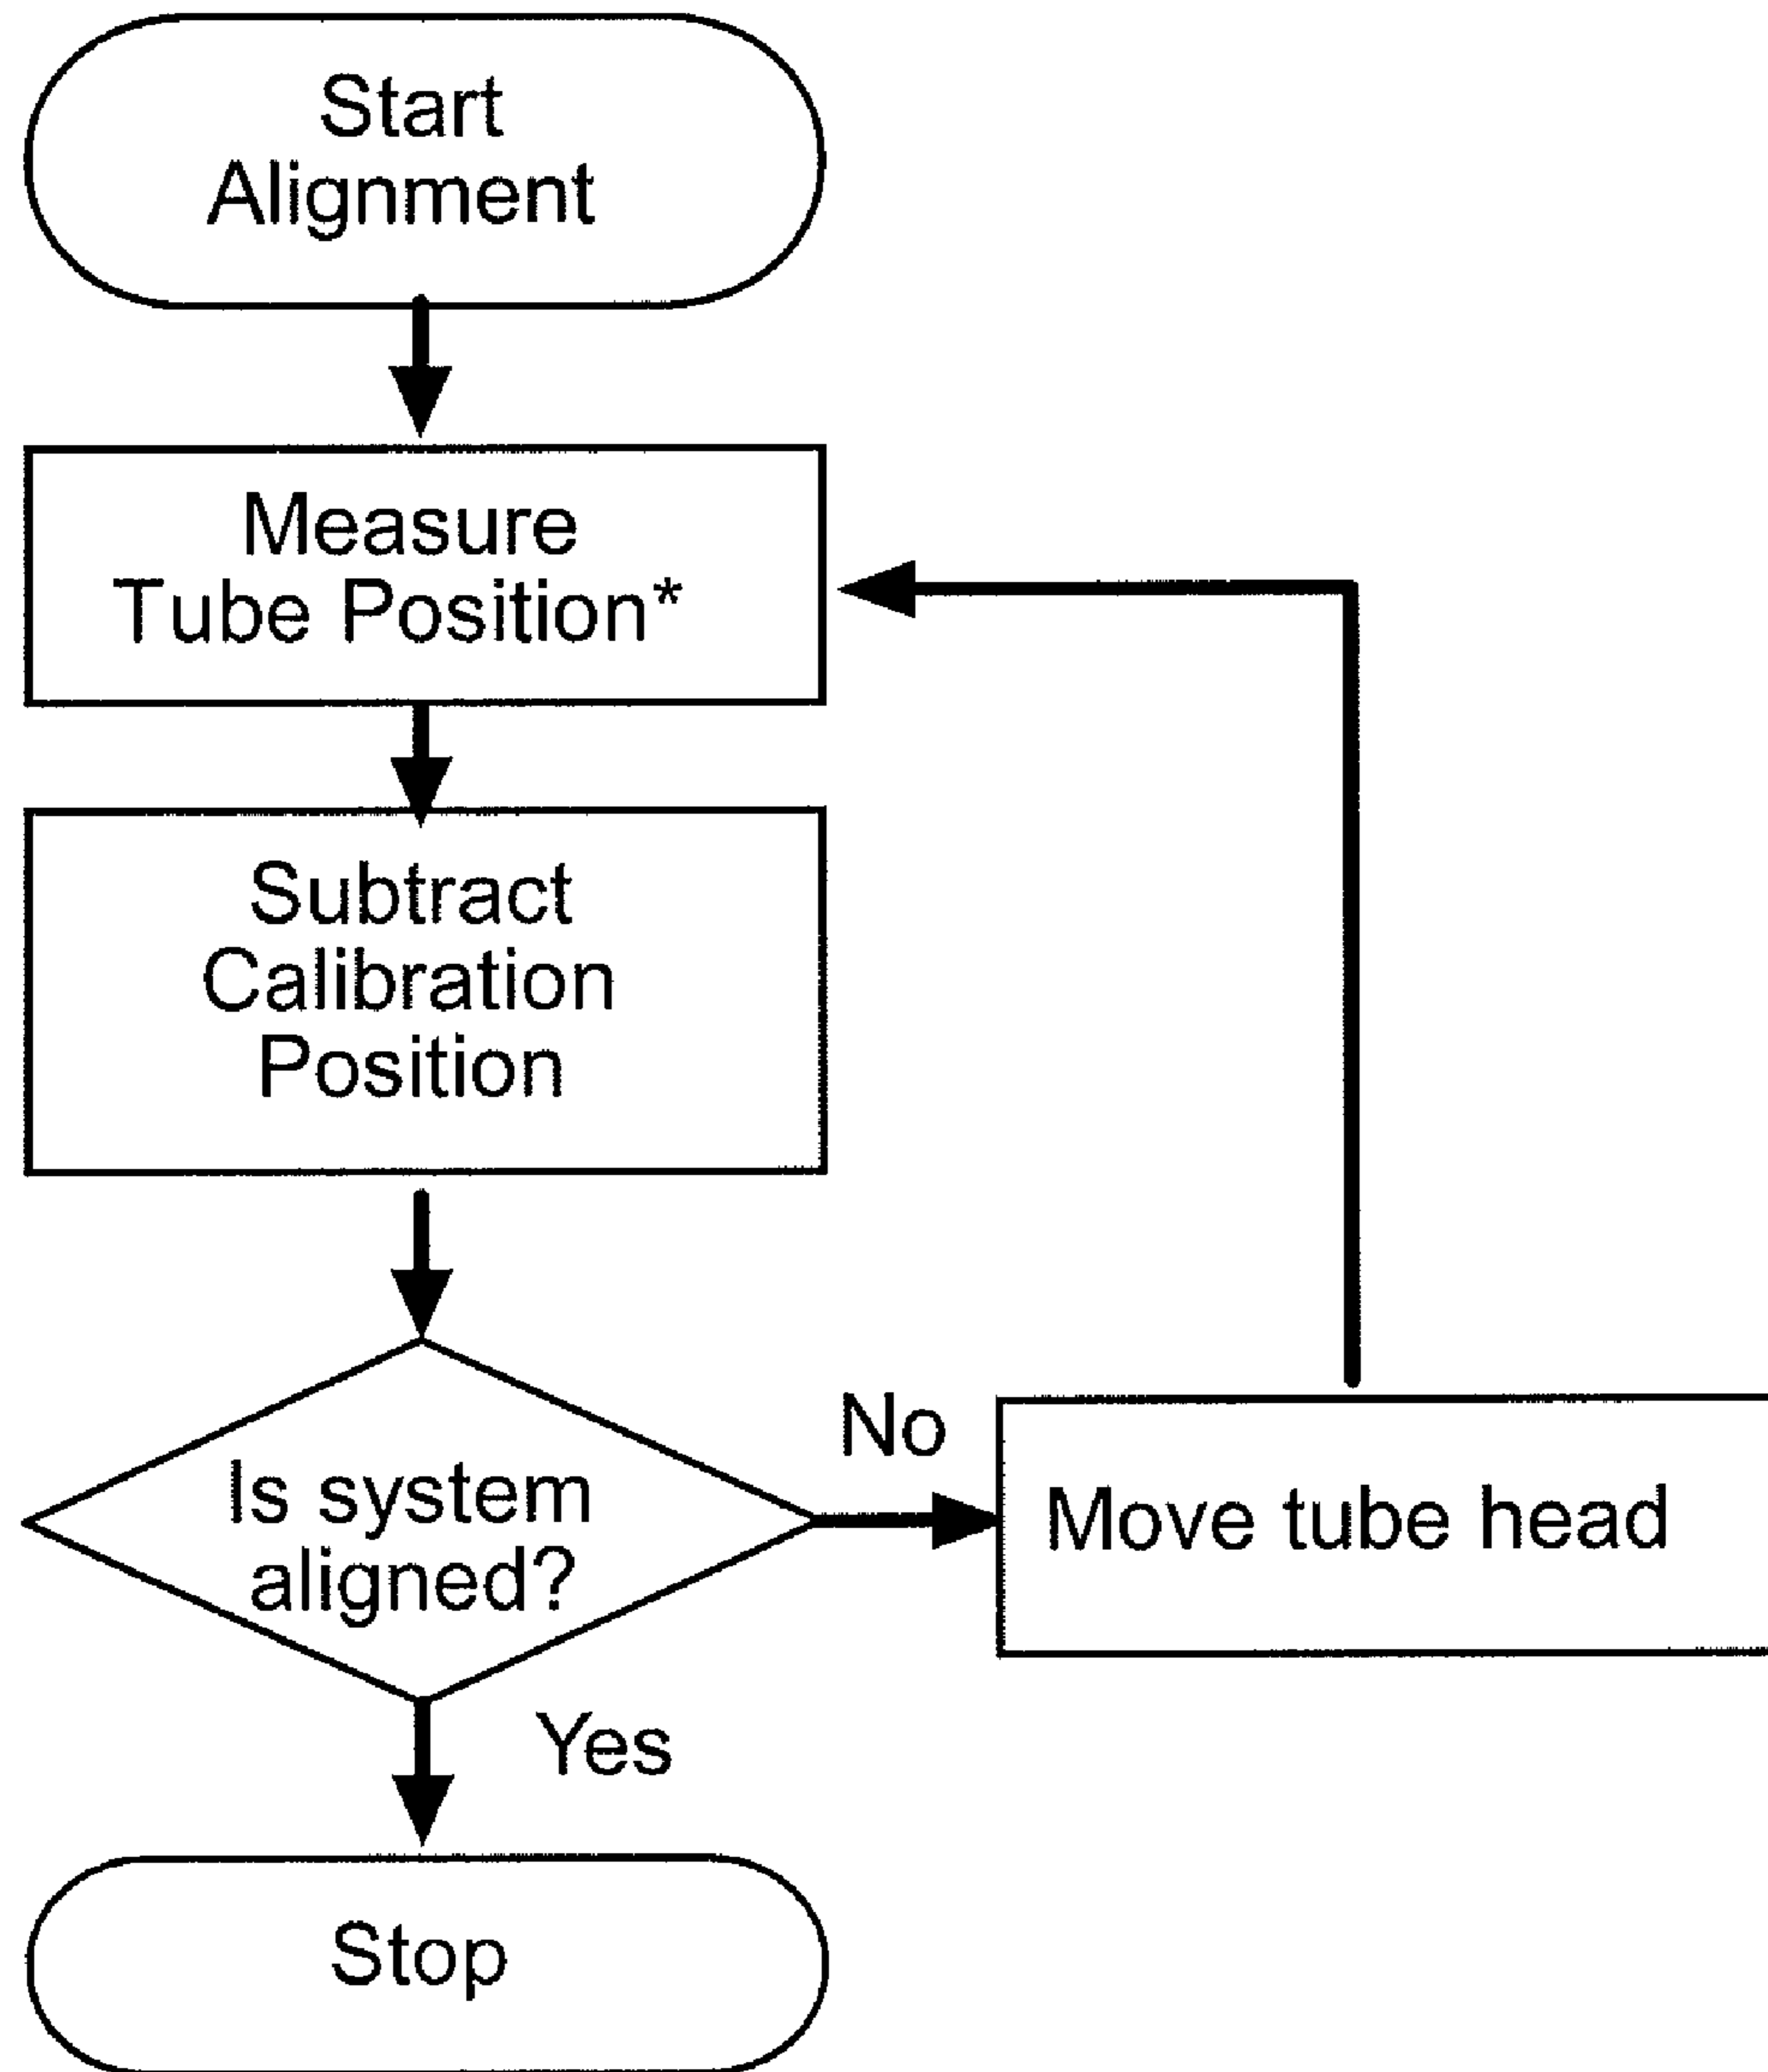 Start
Alignment
Measure
Tube Position*
Subtract
Calibration
Position
Is system
aligned?
No
Move tube head
Yes
Stop